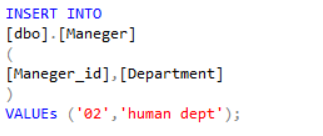 INSERT INTO
[dbo].[Maneger]
(
[Maneger_id],[Department]
)
VALUEs ('02','human dept');